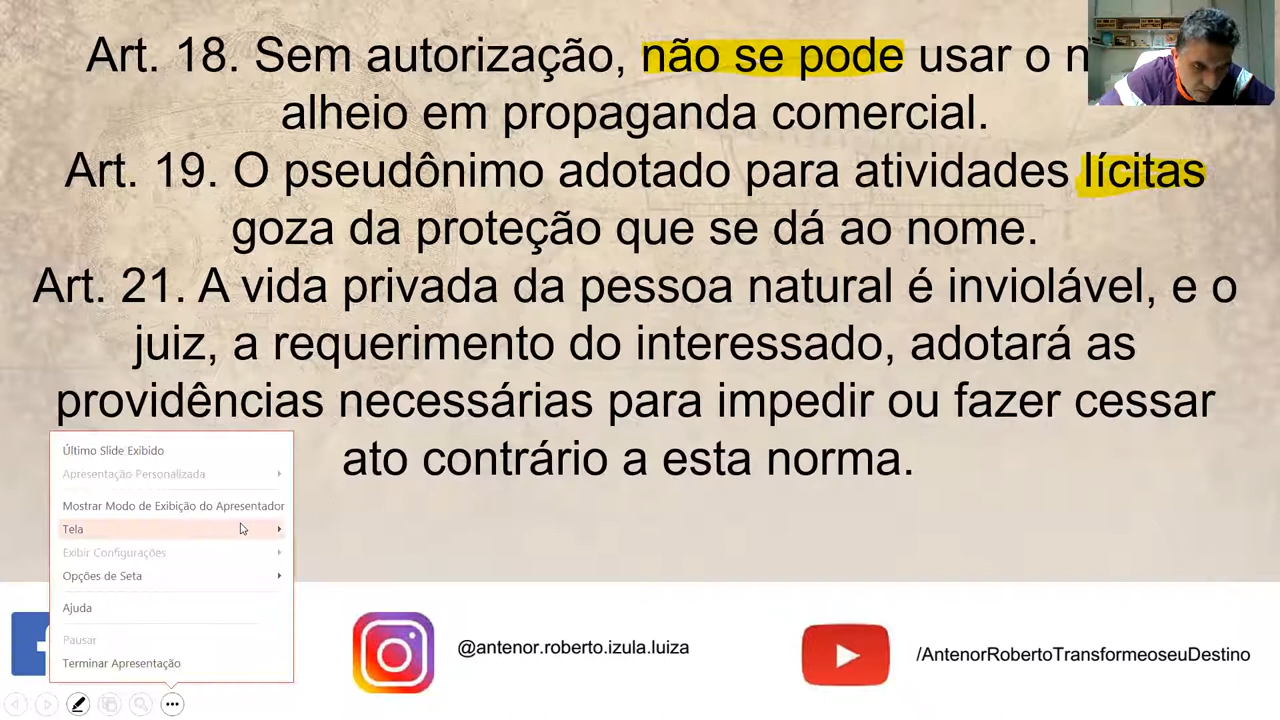 Art. 18. Sem autorização, não se pode usar o
alheio em propaganda comercial.
Art. 19. O pseudônimo adotado para atividades lícitas
goza da proteção que se dá ao nome.
Art. 21. A vida privada da pessoa natural é inviolável, e o
juiz, a requerimento do interessado, adotará as
providências necessárias para impedir ou fazer cessar
ato contrário a esta norma.
Último Slide Exibido
Apresentação Personalizada
Mostrar Modo de Exibição do Apresentador
Tela
Exibir Configurações
Opções de Seta
Ajuda
Pausar
Terminar Apresentação
@antenor.roberto.izula.luiza
/AntenorRobertoTransformeoseuDestino